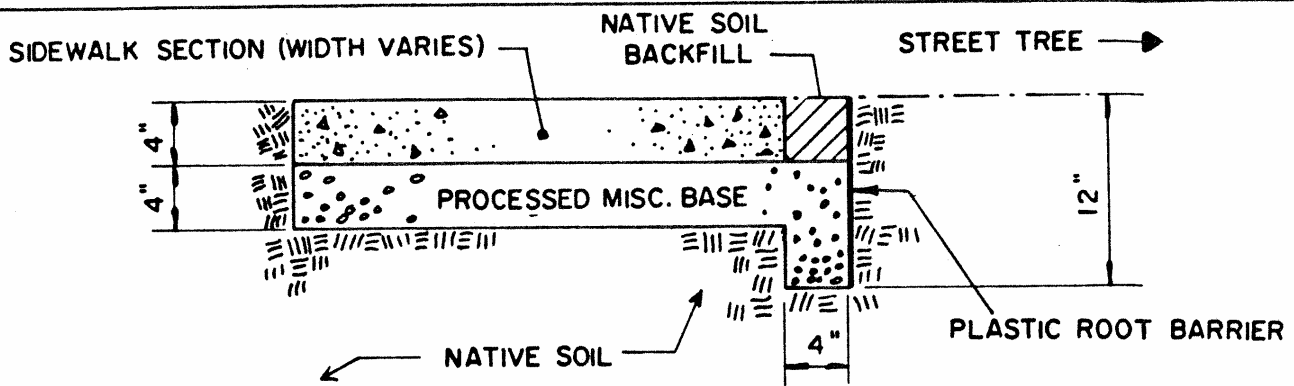 SIDEWALK SECTION (WIDTH VARIES)
NATIVE SOIL
BACKFILL
STREET TREE
4"
4"
PROCESSED MISC. BASE
12"
PLASTIC ROOT BARRIER
4"
NATIVE SOIL